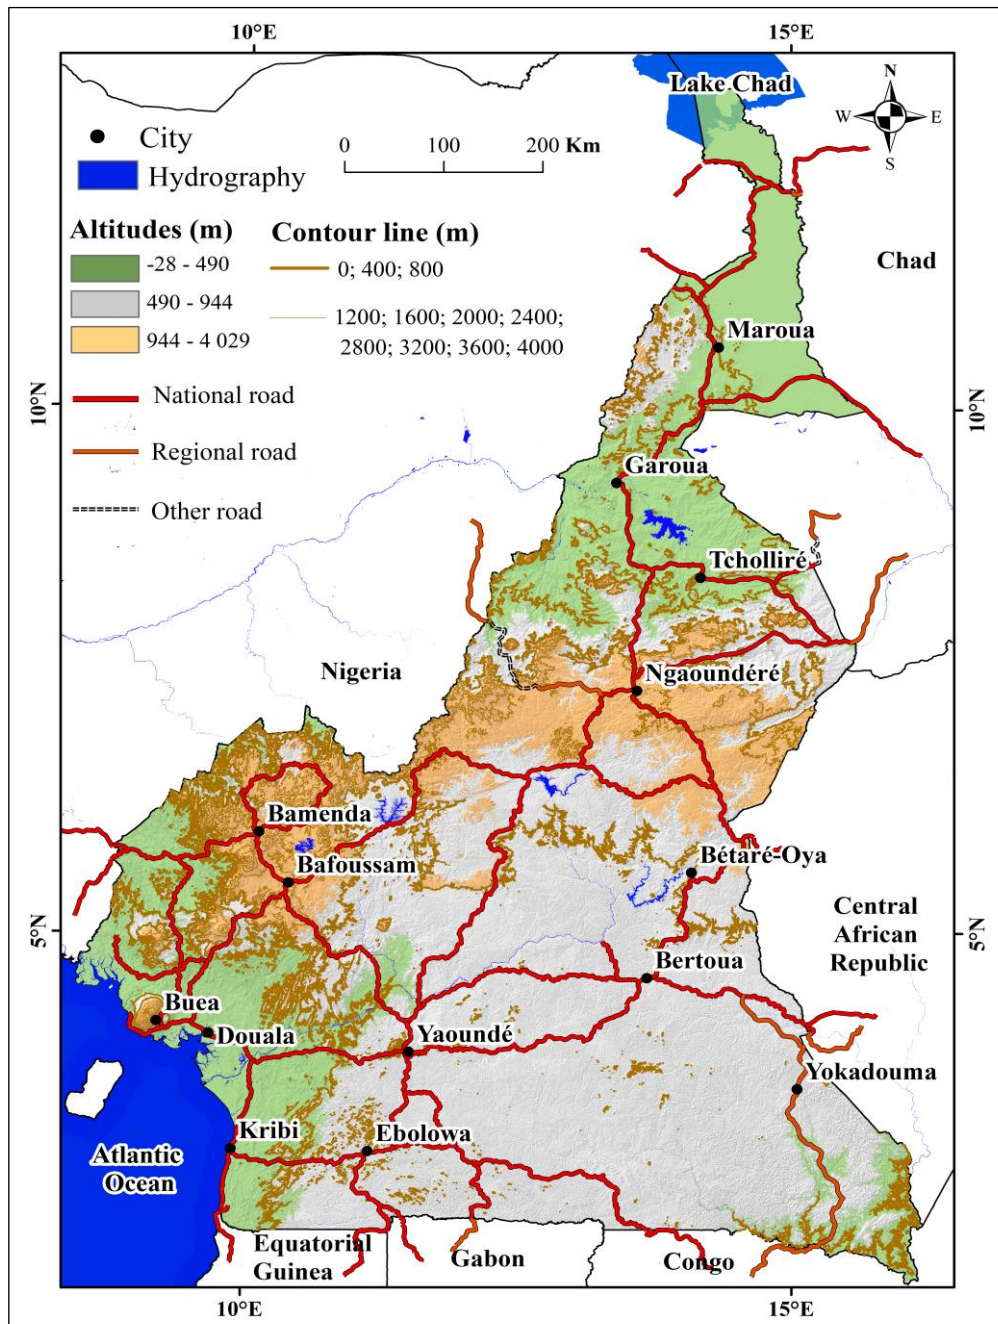 10°E
15°E
Lake Chad
N
W
E
S
City
Hydrography
0
100
200 Km
Altitudes (m)
-28 - 490
490 - 944
944 - 4 029
Contour line (m)
0; 400; 800
1200; 1600; 2000; 2400;
2800; 3200; 3600; 4000
National road
Regional road
Other road
Chad
Maroua
10°N
10°N
Garoua
Tcholliré
Nigeria
Ngaoundéré
Bamenda
Bafoussam
Bétaré-Oya
5°N
5°N
Central
African
Republic
Bertoua
Buea
Douala
Yaoundé
Yokadouma
Kribi
Ebolowa
Atlantic
Ocean
Equatorial
Guinea
Gabon
Congo
10°E
15°E